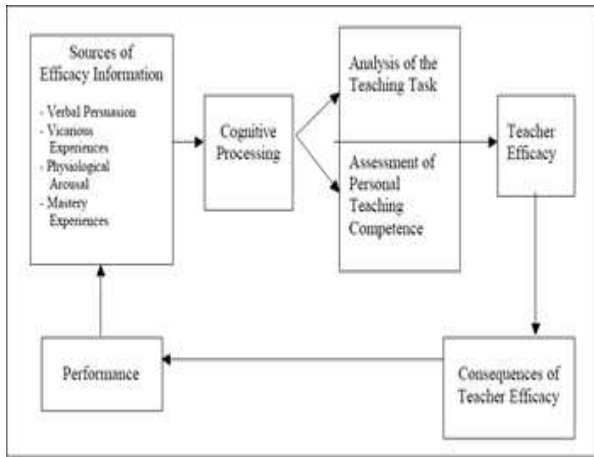 Sources of
Efficacy Information
- Verbal Persuasion
- Vicarious
Experiences
- Physiological
Arousal
- Mastery
Experiences
Cognitive
Processing
Analysis of the
Teaching Task
Assessment of
Personal
Teaching
Competence
Teacher
Efficacy
Consequences of
Teacher Efficacy
Performance